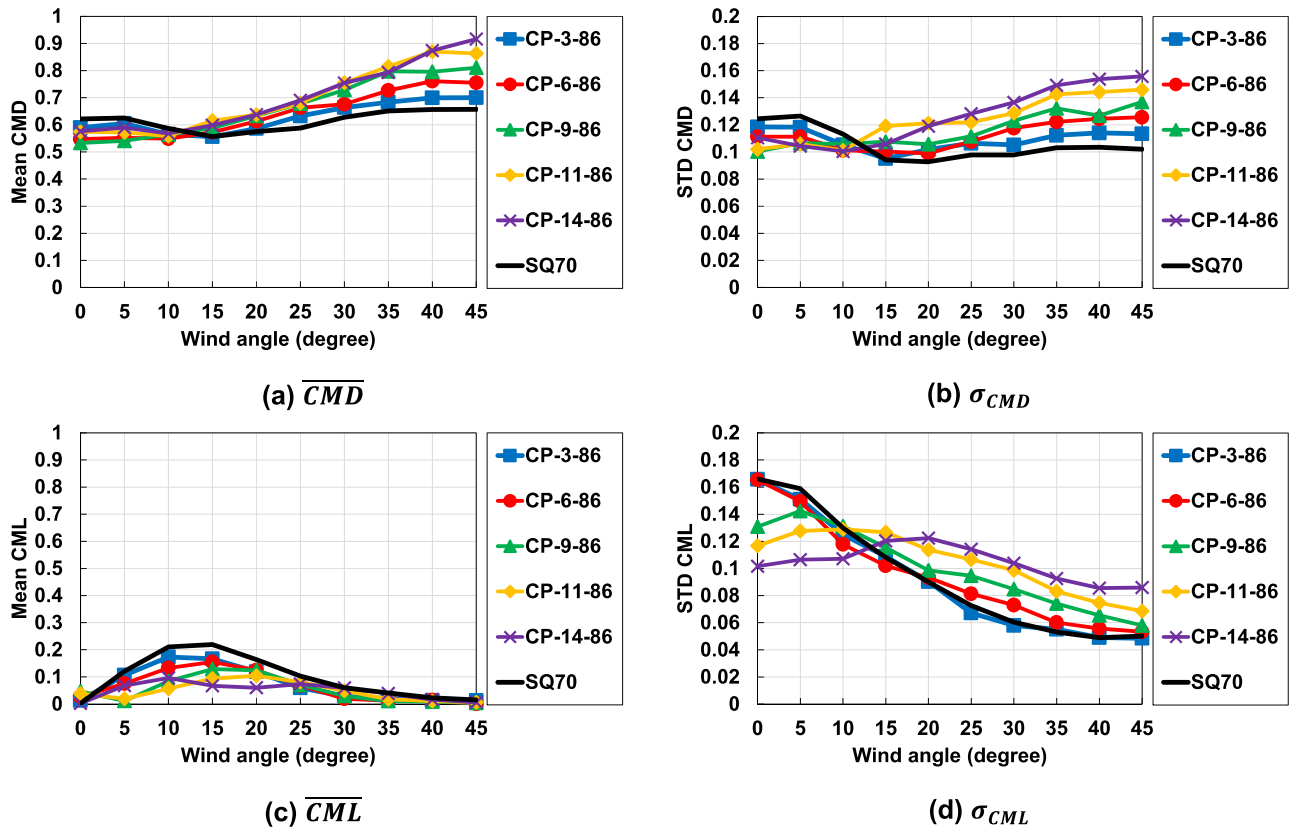 1
0.9
0.8
0.7
0.6
0.5
0.4
0.3
0.2
0.1
0
Mean CMD
0 5 10 15 20 25 30 35 40 45
Wind angle (degree)
CP-3-86
CP-6-86
CP-9-86
CP-11-86
CP-14-86
SQ70
(a) CMD
0.2
0.18
0.16
0.14
0.12
0.1
0.08
0.06
0.04
0.02
0
STD CMD
0 5 10 15 20 25 30 35 40 45
Wind angle (degree)
CP-3-86
CP-6-86
CP-9-86
CP-11-86
CP-14-86
SQ70
(b) σCMD
1
0.9
0.8
0.7
0.6
0.5
0.4
0.3
0.2
0.1
0
Mean CML
0 5 10 15 20 25 30 35 40 45
Wind angle (degree)
CP-3-86
CP-6-86
CP-9-86
CP-11-86
CP-14-86
SQ70
(c) CML
0.2
0.18
0.16
0.14
0.12
0.1
0.08
0.06
0.04
0.02
0
STD CML
0 5 10 15 20 25 30 35 40 45
Wind angle (degree)
CP-3-86
CP-6-86
CP-9-86
CP-11-86
CP-14-86
SQ70
(d) σCML